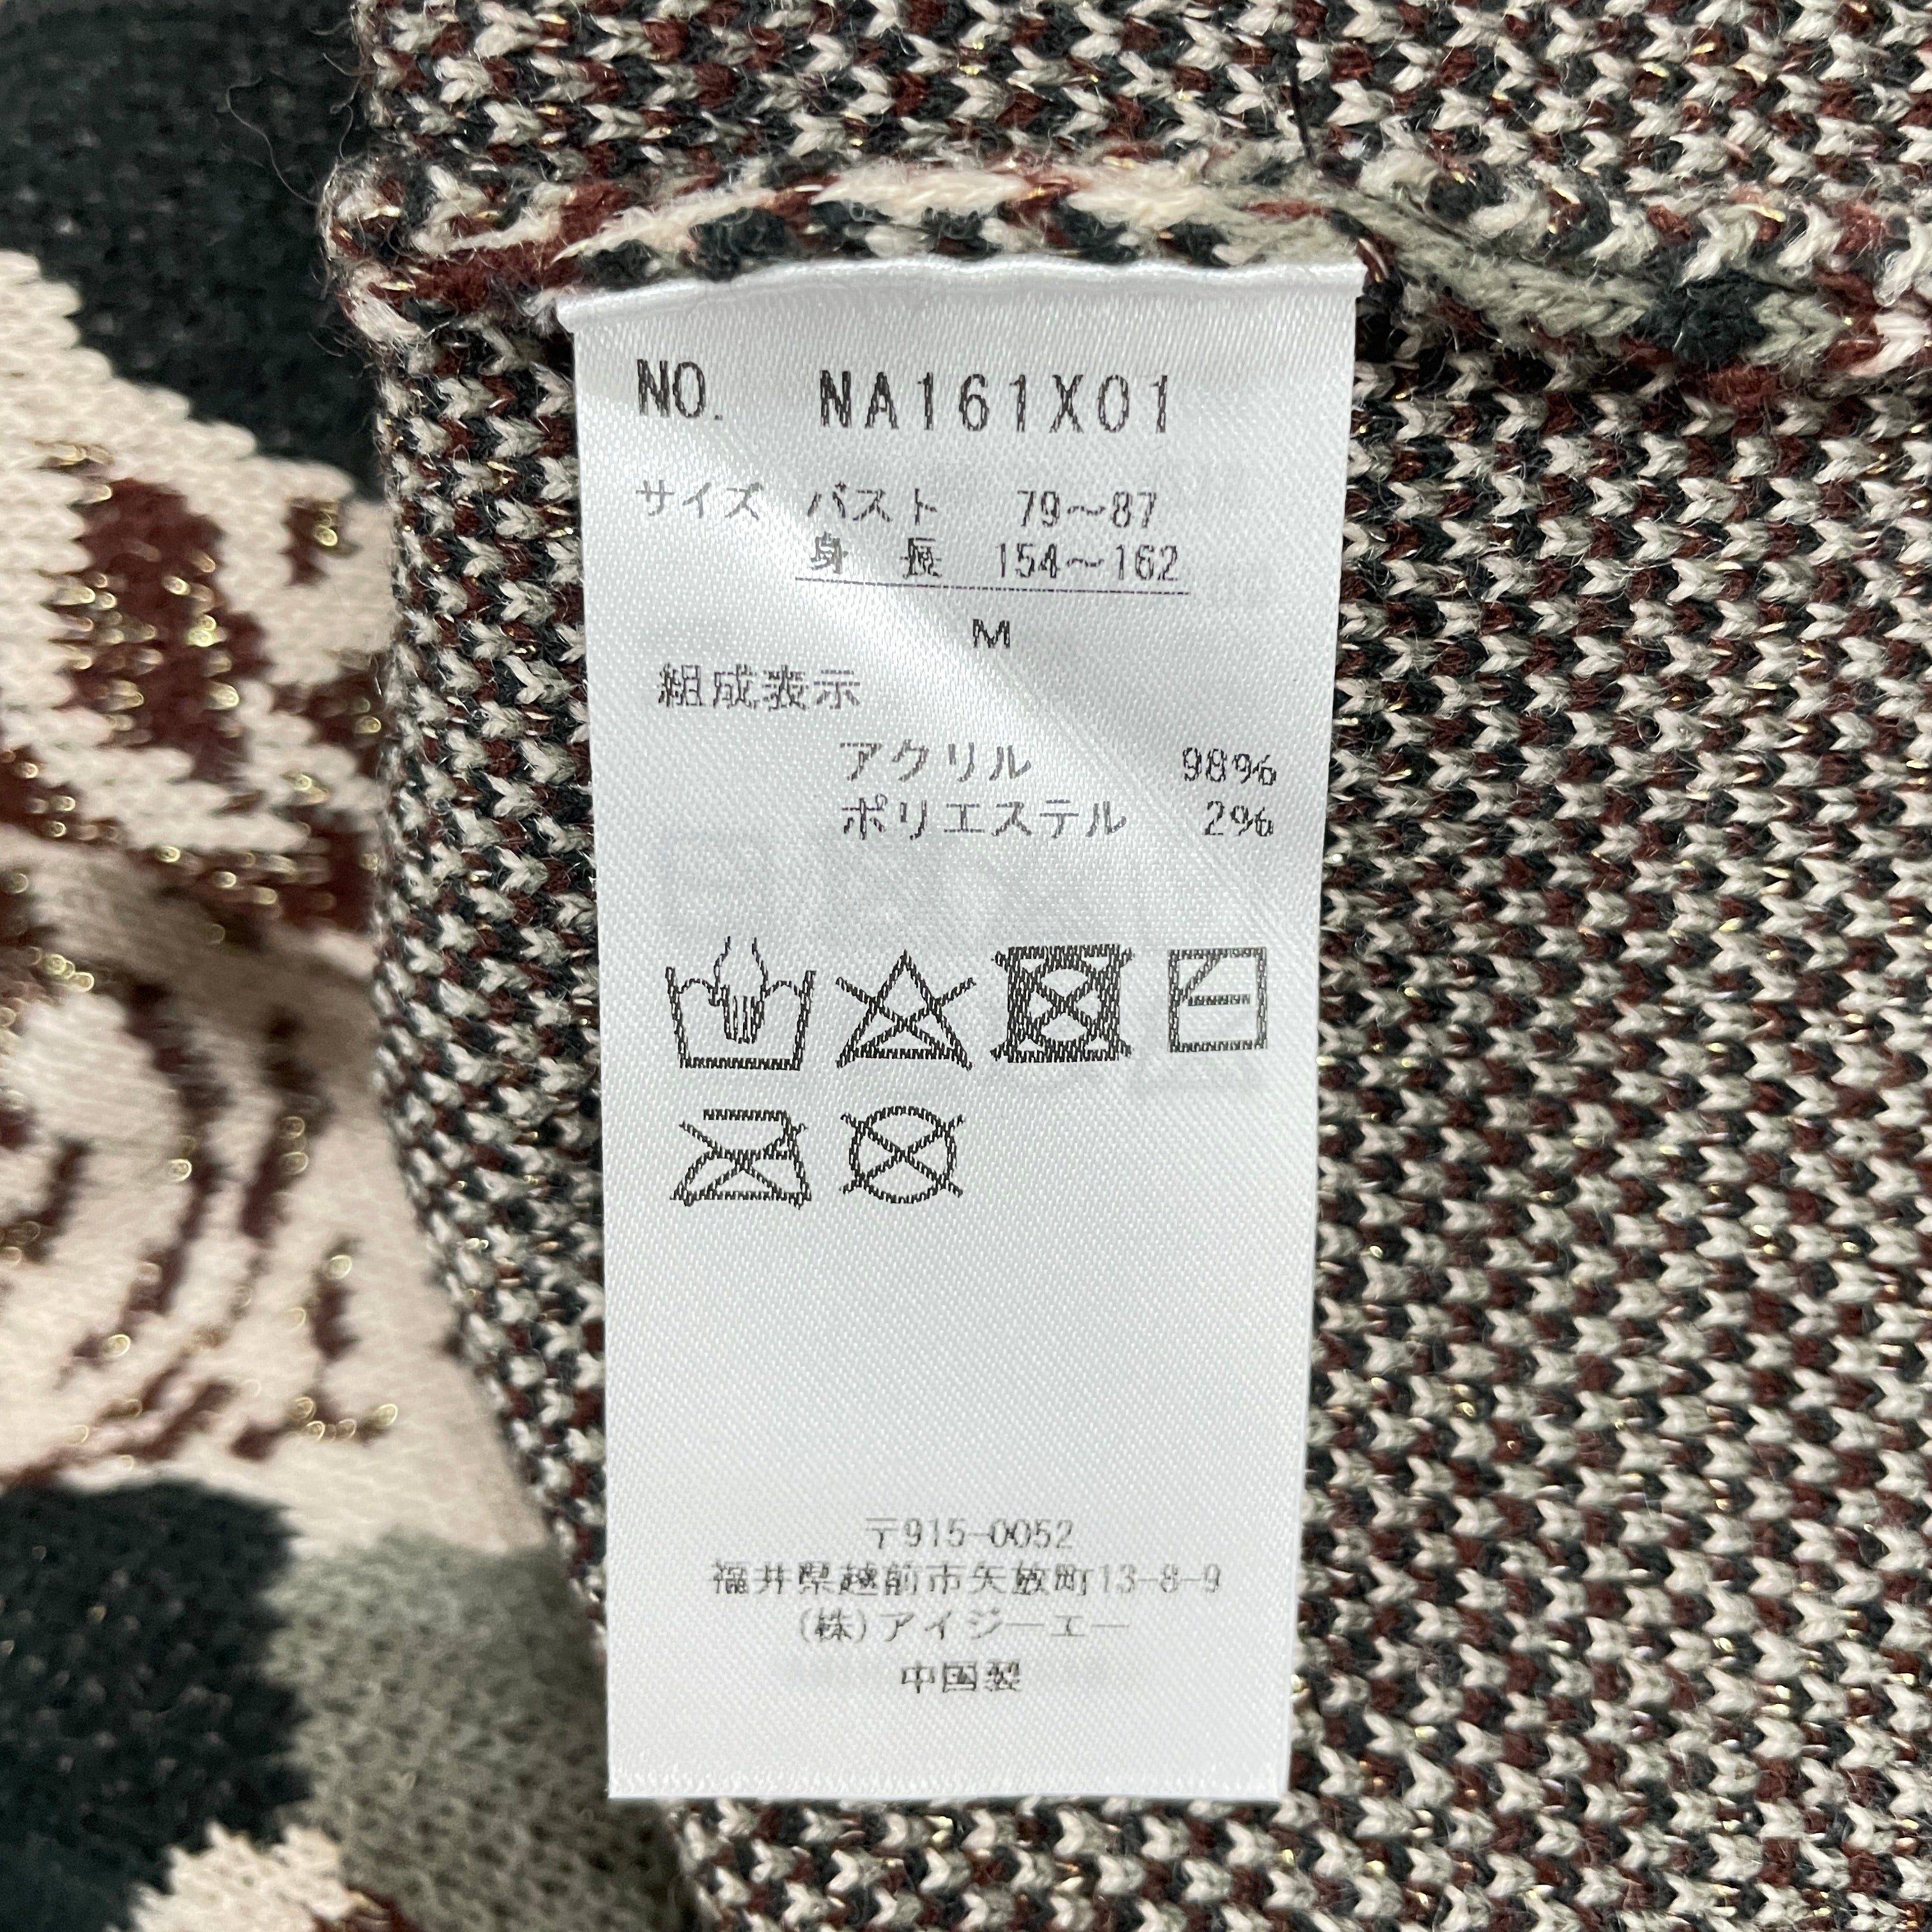 NO. NA161X01
サイズ バスト 79～87
身 長 154～162
M
組成表示
アクリル 98%
ポリエステル 2%
〒915-0052
福井県越前市矢放町13-8-9
(株)アイジーエー
中国製